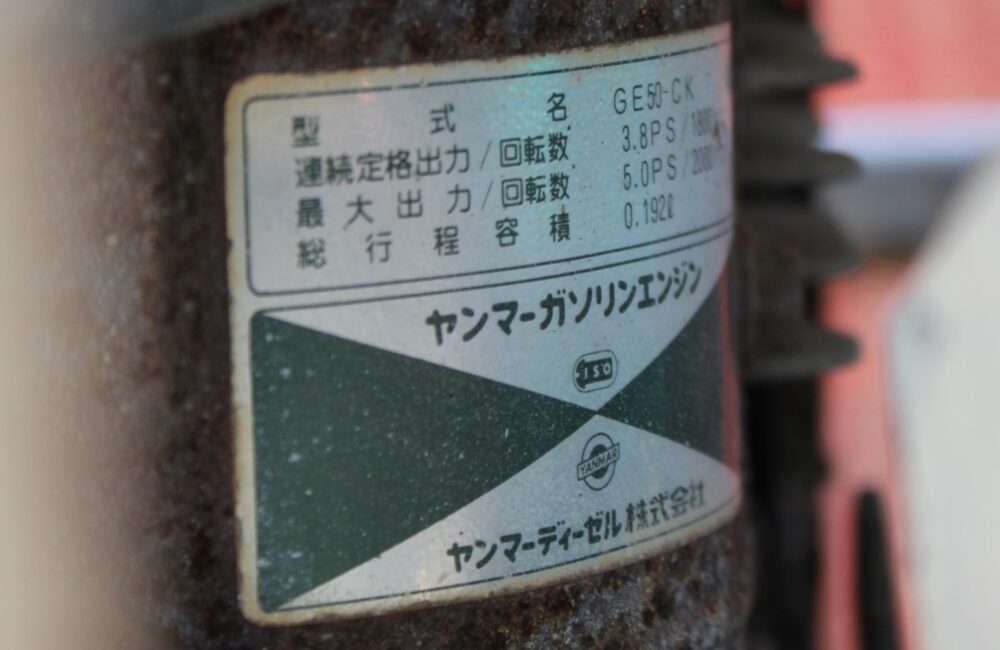 型式名 GE50-CK
連続定格出力/回転数 3.8PS/1800
最大出力/回転数 5.0PS/2000
総行程容積 0.192ℓ
ヤンマーガソリンエンジン
ISO
YANMAR
ヤンマーディーゼル株式会社